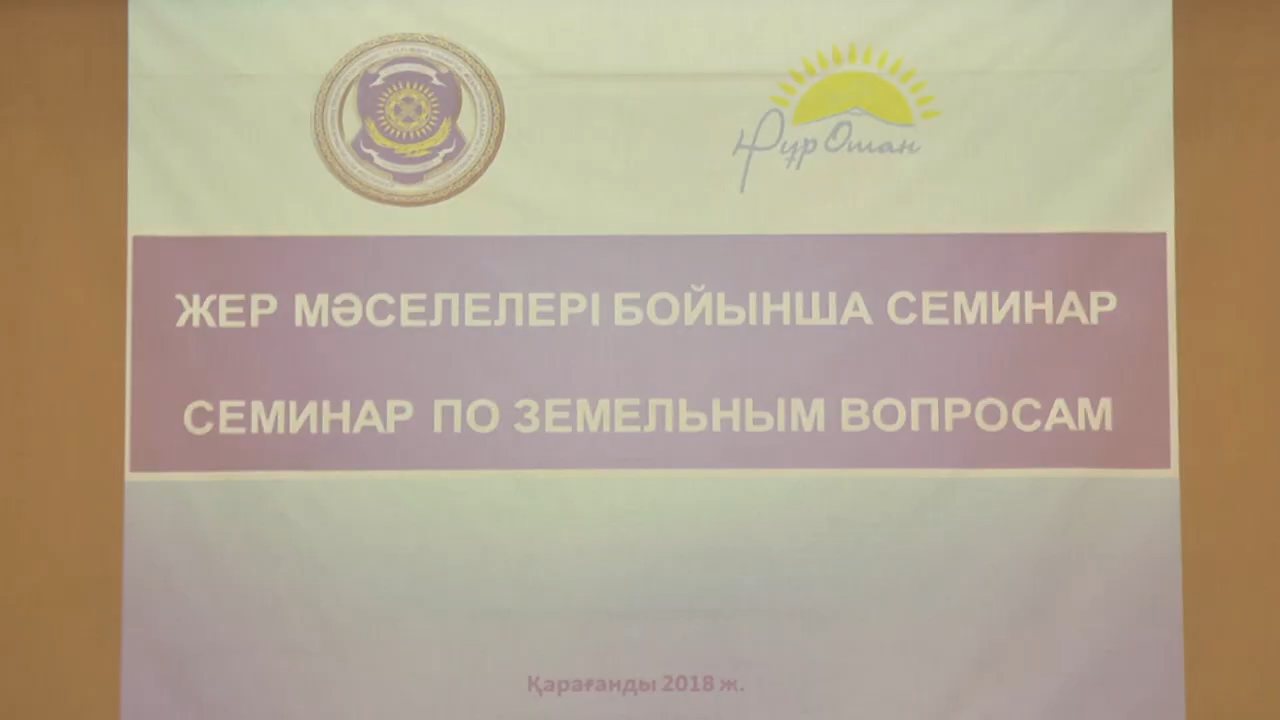 Нұр Отан
ЖЕР МӘСЕЛЕЛЕРІ БОЙЫНША СЕМИНАР
СЕМИНАР ПО ЗЕМЕЛЬНЫМ ВОПРОСАМ
Қарағанды 2018 ж.